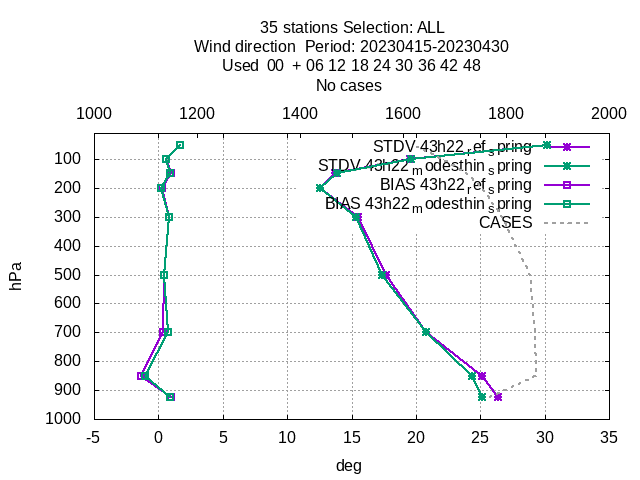 35 stations Selection: ALL
Wind direction  Period: 20230415-20230430
Used  00  + 06 12 18 24 30 36 42 48
No cases
1000 1200 1400 1600 1800 2000
STDV 43h22_ref_spring
STDV 43h22_modesthin_spring
BIAS 43h22_ref_spring
BIAS 43h22_modesthin_spring
CASES
hPa
100
200
300
400
500
600
700
800
900
1000
-5 0 5 10 15 20 25 30 35
deg